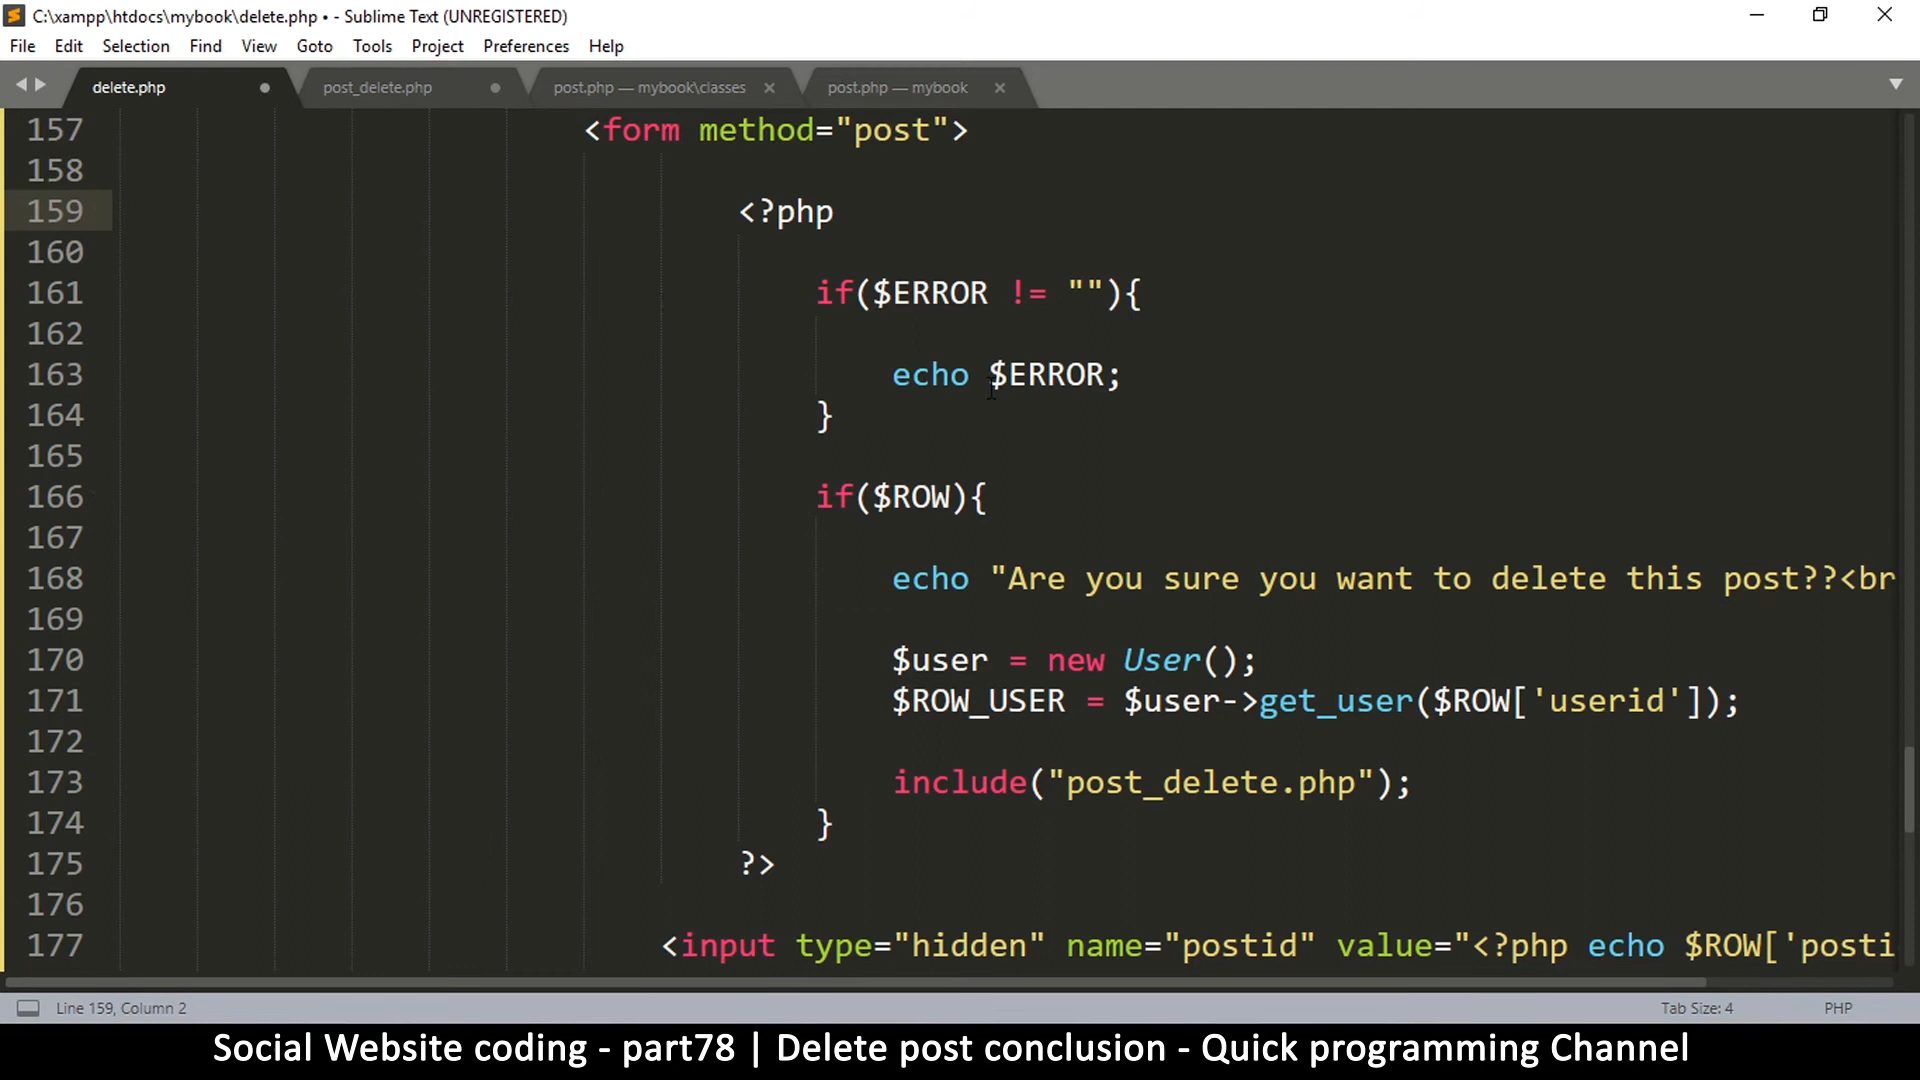 C:\xampp\htdocs\mybook\delete.php • - Sublime Text (UNREGISTERED)
File Edit Selection Find View Goto Tools Project Preferences Help
delete.php post_delete.php post.php — mybook\classes post.php — mybook
157 <form method="post">
158
159 <?php
160
161 if($ERROR != ""){
162
163 echo $ERROR;
164 }
165
166 if($ROW){
167
168 echo "Are you sure you want to delete this post??<br
169
170 $user = new User();
171 $ROW_USER = $user->get_user($ROW['userid']);
172
173 include("post_delete.php");
174 }
175 ?>
176
177 <input type="hidden" name="postid" value="<?php echo $ROW['posti
Line 159, Column 2 Tab Size: 4 PHP
Social Website coding - part78 | Delete post conclusion - Quick programming Channel